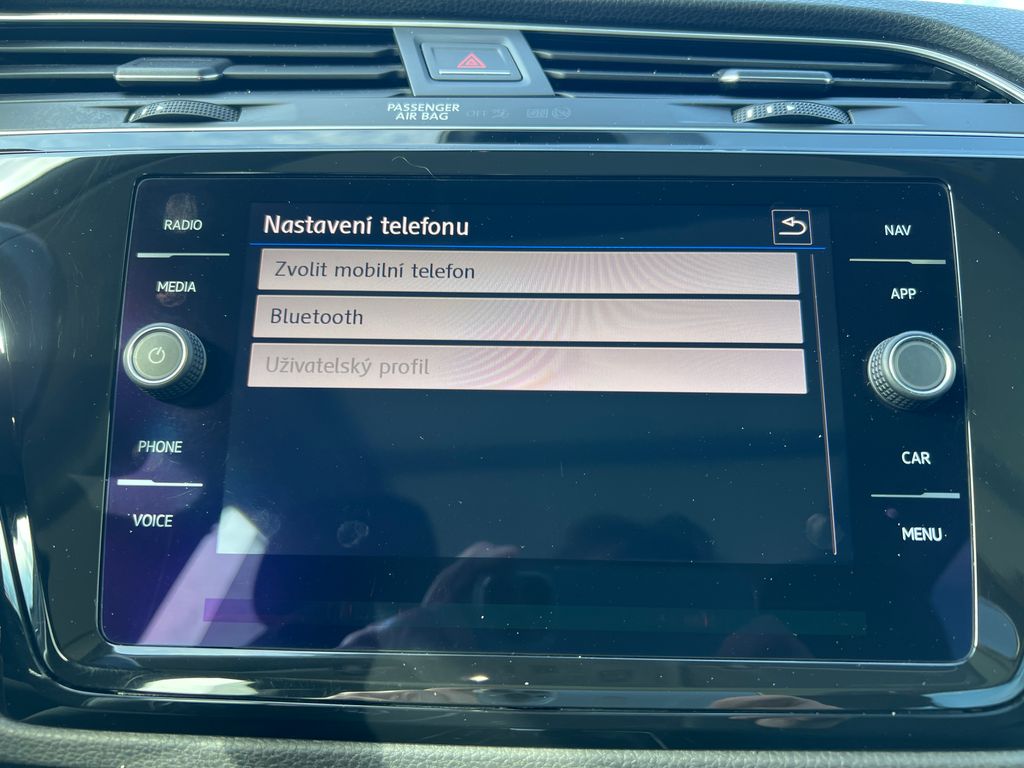 PASSENGER
AIR BAG OFF
RADIO
MEDIA
PHONE
VOICE
Nastavení telefonu
Zvolit mobilní telefon
Bluetooth
Uživatelský profil
NAV
APP
CAR
MENU